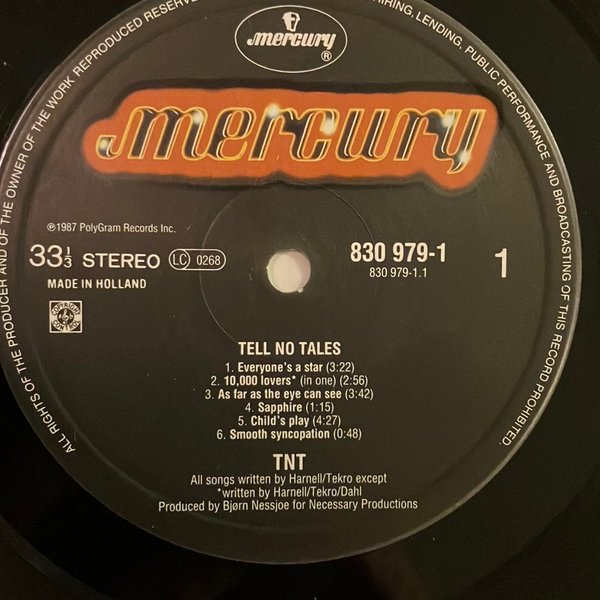 ALL RIGHTS OF THE PRODUCER AND OF THE OWNER OF THE WORK REPRODUCED RESERVED
HIRING, LENDING, PUBLIC PERFORMANCE AND BROADCASTING OF THIS RECORD PROHIBITED.
mercury
®
mercury
℗1987 PolyGram Records Inc.
33 1/3 STEREO
LC 0268
MADE IN HOLLAND
830 979-1
830 979-1.1
1
TELL NO TALES
1. Everyone's a star (3:22)
2. 10,000 lovers* (in one) (2:56)
3. As far as the eye can see (3:42)
4. Sapphire (1:15)
5. Child's play (4:27)
6. Smooth syncopation (0:48)
TNT
All songs written by Harnell/Tekro except
*written by Harnell/Tekro/Dahl
Produced by Bjørn Nessjoe for Necessary Productions